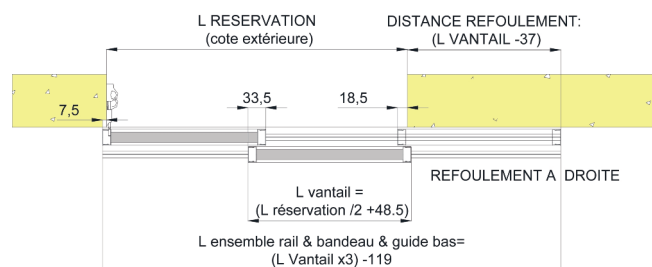 L RESERVATION
(cote extérieure)
DISTANCE REFOULEMENT:
(L VANTAIL -37)
7,5
33,5
18,5
REFOULEMENT A DROITE
L vantail =
(L réservation /2 +48.5)
L ensemble rail & bandeau & guide bas=
(L Vantail x3) -119